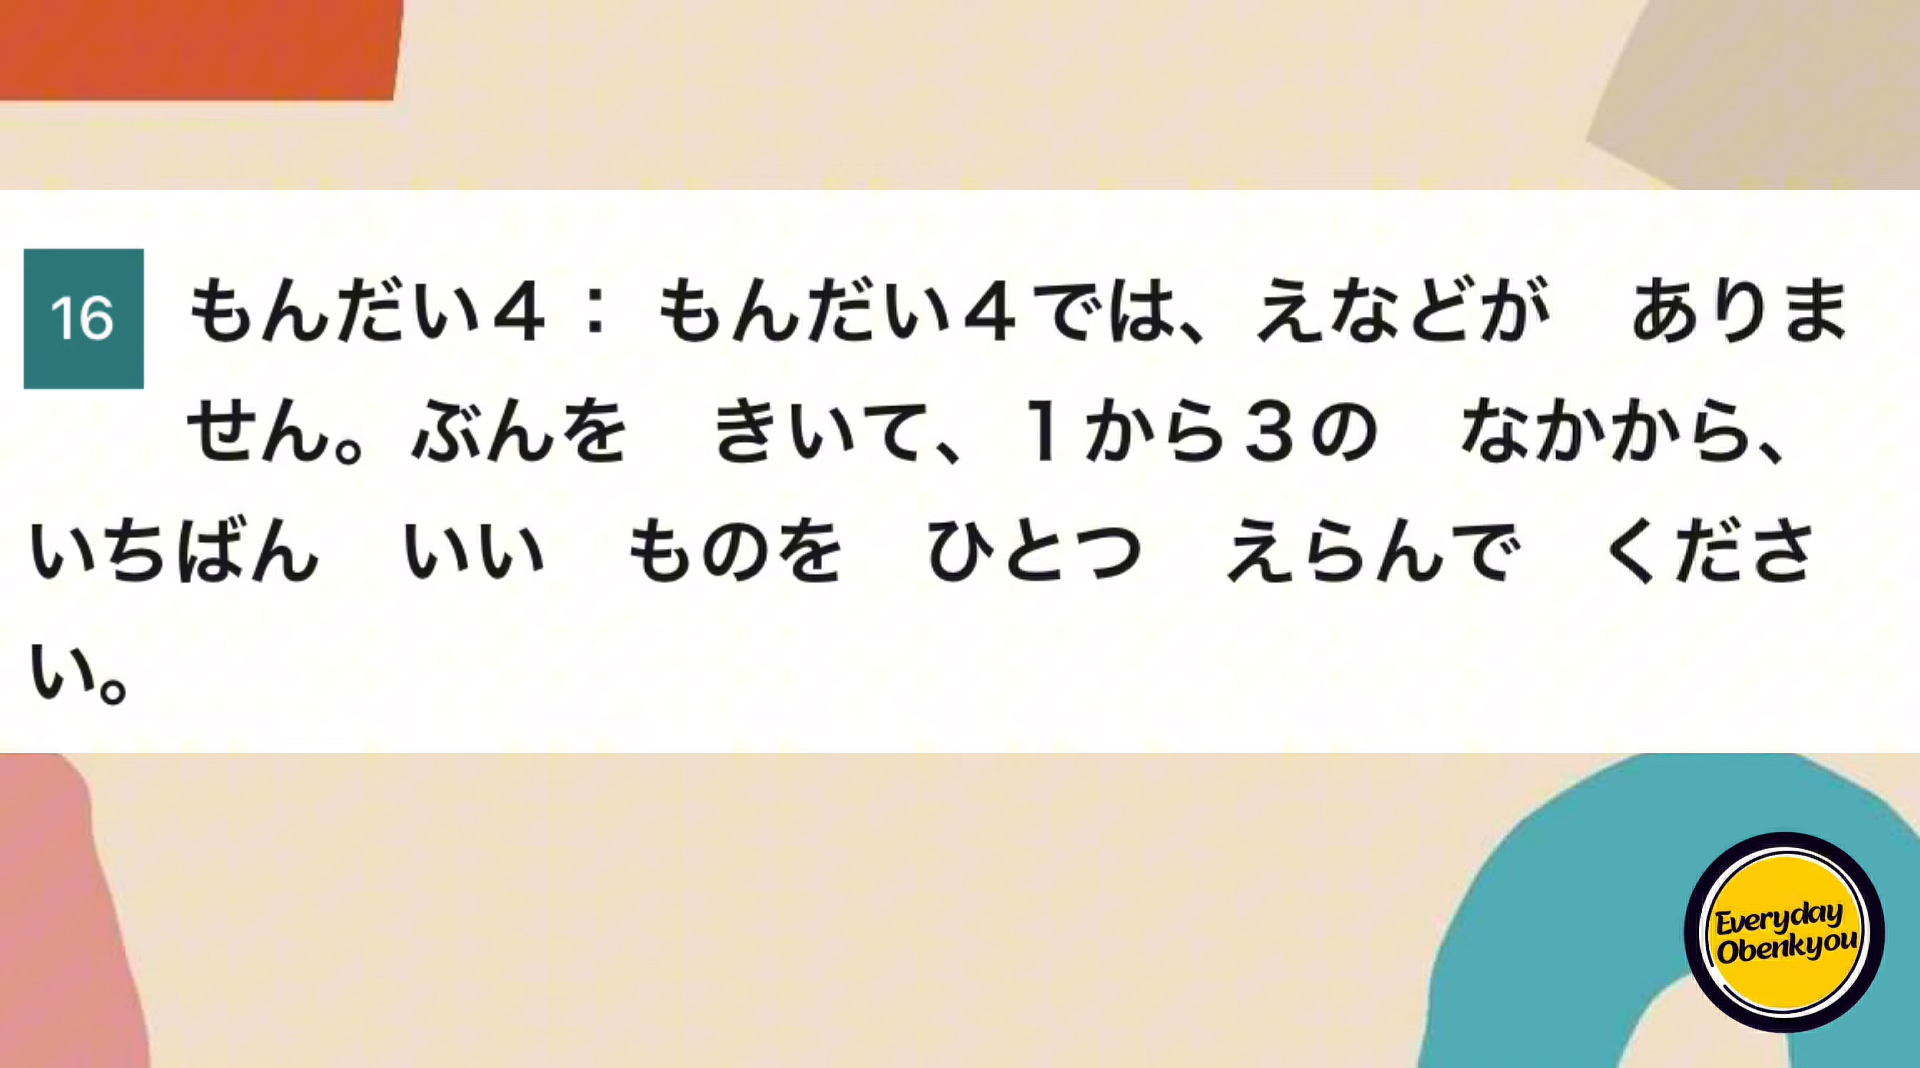 16
もんだい４： もんだい４では、えなどが　ありま
せん。ぶんを　きいて、１から３の　なかから、
いちばん　いい　ものを　ひとつ　えらんで　くださ
い。
Everyday
Obenkyou